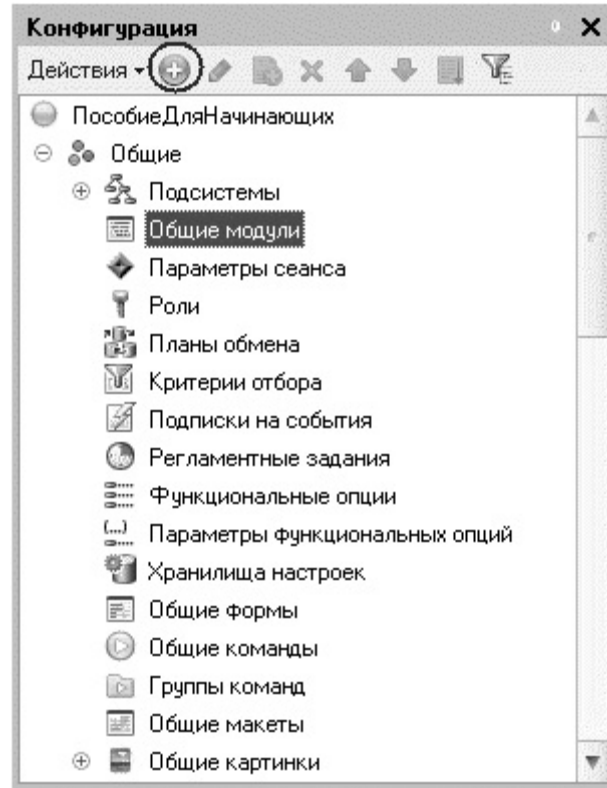 Конфигурация
Действия
ПособиеДляНачинающих
Общие
Подсистемы
Общие модули
Параметры сеанса
Роли
Планы обмена
Критерии отбора
Подписки на события
Регламентные задания
Функциональные опции
Параметры функциональных опций
Хранилища настроек
Общие формы
Общие команды
Группы команд
Общие макеты
Общие картинки